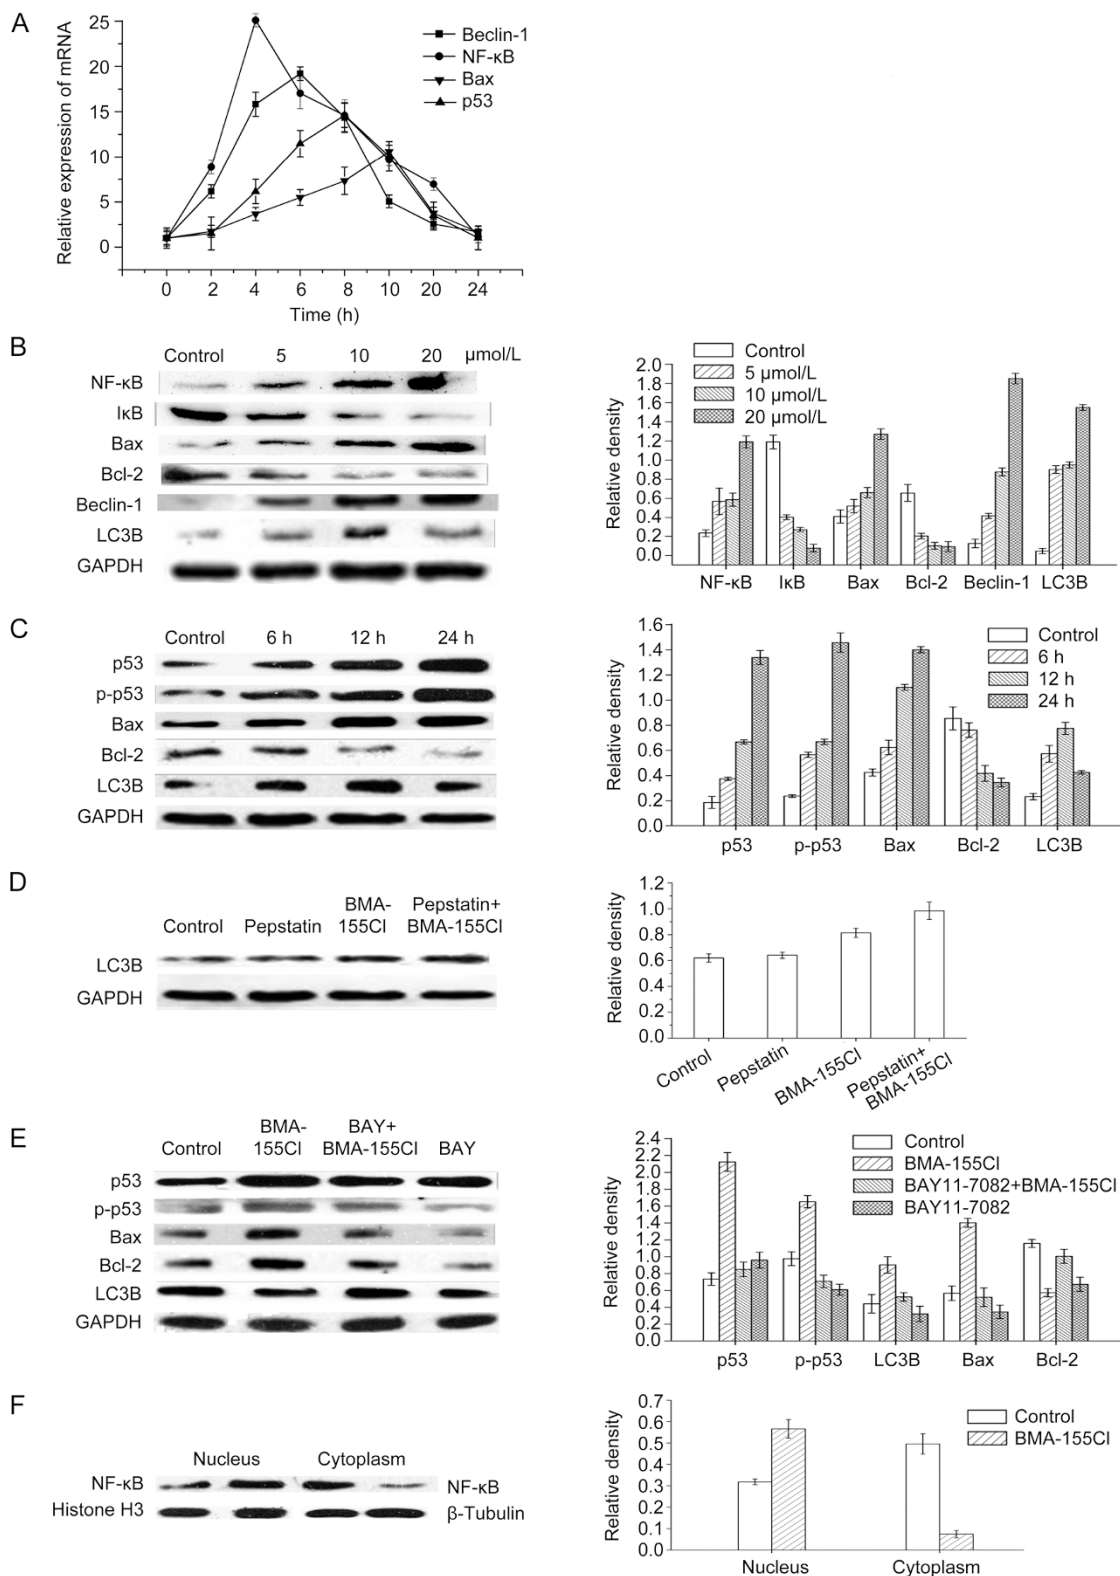 A
Relative expression of mRNA
25
20
15
10
5
0
0 2 4 6 8 10 20 24
Time (h)
Beclin-1
NF-κB
Bax
p53
B
Control 5 10 20 μmol/L
NF-κB
IκB
Bax
Bcl-2
Beclin-1
LC3B
GAPDH
Relative density
2.0
1.8
1.6
1.4
1.2
1.0
0.8
0.6
0.4
0.2
0.0
Control
5 μmol/L
10 μmol/L
20 μmol/L
NF-κB IκB Bax Bcl-2 Beclin-1 LC3B
C
Control 6 h 12 h 24 h
p53
p-p53
Bax
Bcl-2
LC3B
GAPDH
Relative density
1.6
1.4
1.2
1.0
0.8
0.6
0.4
0.2
0.0
Control
6 h
12 h
24 h
p53 p-p53 Bax Bcl-2 LC3B
D
Control Pepstatin BMA-155Cl Pepstatin+BMA-155Cl
LC3B
GAPDH
Relative density
1.2
1.0
0.8
0.6
0.4
0.2
0.0
Control
Pepstatin
BMA-155Cl
Pepstatin+
BMA-155Cl
E
Control BMA-155Cl BAY+BMA-155Cl BAY
p53
p-p53
Bax
Bcl-2
LC3B
GAPDH
Relative density
2.4
2.0
1.8
1.6
1.4
1.2
1.0
0.8
0.6
0.4
0.2
0.0
Control
BMA-155Cl
BAY11-7082+BMA-155Cl
BAY11-7082
p53 p-p53 LC3B Bax Bcl-2
F
Nucleus Cytoplasm
NF-κB NF-κB
Histone H3 β-Tubulin
Relative density
0.7
0.6
0.5
0.4
0.3
0.2
0.1
0.0
Control
BMA-155Cl
Nucleus Cytoplasm